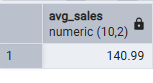 avg_sales
numeric (10,2)
1 140.99